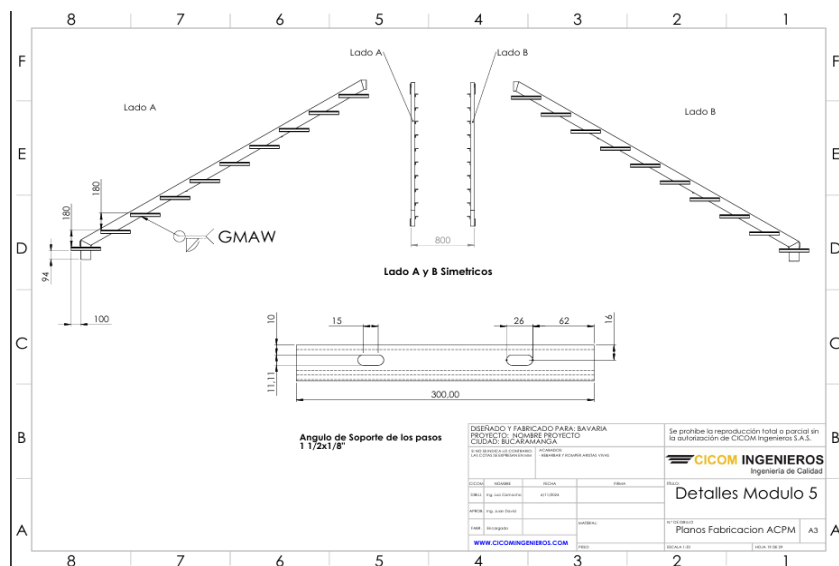 8 7 6 5 4 3 2 1
F F
E E
D D
C C
B B
A A
Lado A
Lado A
Lado B
Lado B
180
180
94
100
GMAW
800
Lado A y B Simetricos
10
15
26
62
16
11,11
300,00
Angulo de Soporte de los pasos
1 1/2x1/8"
DISEÑADO Y FABRICADO PARA: BAVARIA
PROYECTO: NOMBRE PROYECTO
CIUDAD: BUCARAMANGA
Se prohibe la reproducción total o parcial sin
la autorización de CICOM Ingenieros S.A.S.
CICOM INGENIEROS
Ingeniería de Calidad
NOMBRE
FECHA
FIRMA
Detalles Modulo 5
MATERIAL:
Planos Fabricacion ACPM
A3
WWW.CICOMINGENIEROS.COM
8 7 6 5 4 3 2 1